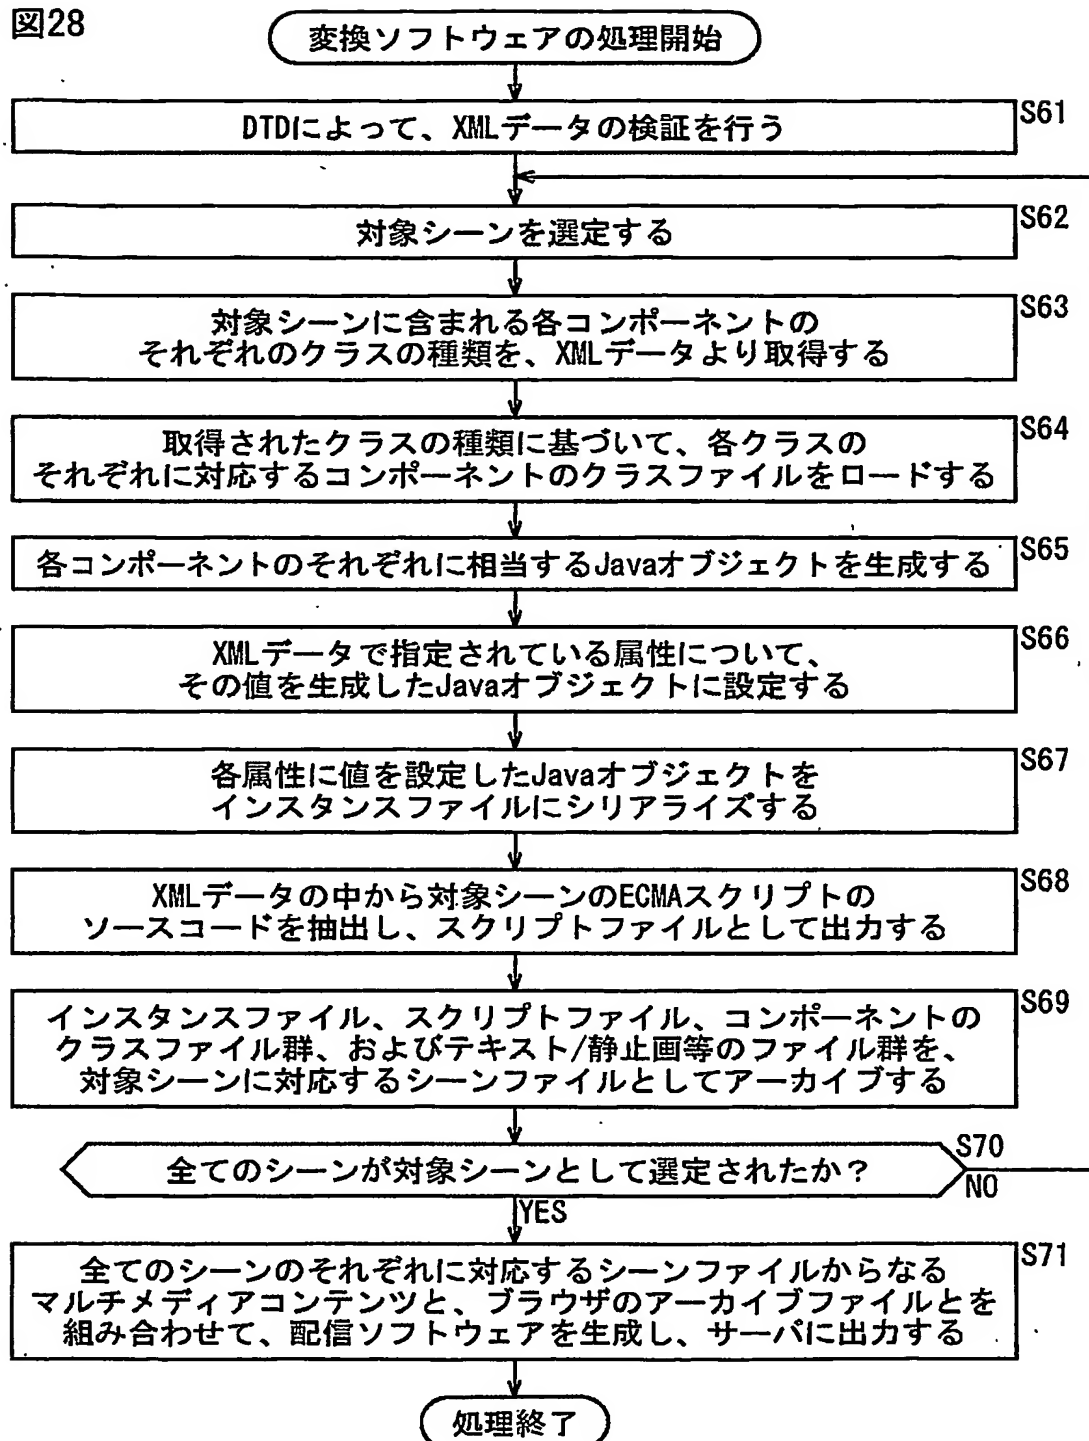 図28
変換ソフトウェアの処理開始
S61
DTDによって、XMLデータの検証を行う
S62
対象シーンを選定する
S63
対象シーンに含まれる各コンポーネントの
それぞれのクラスの種類を、XMLデータより取得する
S64
取得されたクラスの種類に基づいて、各クラスの
それぞれに対応するコンポーネントのクラスファイルをロードする
S65
各コンポーネントのそれぞれに相当するJavaオブジェクトを生成する
S66
XMLデータで指定されている属性について、
その値を生成したJavaオブジェクトに設定する
S67
各属性に値を設定したJavaオブジェクトを
インスタンスファイルにシリアライズする
S68
XMLデータの中から対象シーンのECMAスクリプトの
ソースコードを抽出し、スクリプトファイルとして出力する
S69
インスタンスファイル、スクリプトファイル、コンポーネントの
クラスファイル群、およびテキスト/静止画等のファイル群を、
対象シーンに対応するシーンファイルとしてアーカイブする
S70
全てのシーンが対象シーンとして選定されたか？
NO
YES
S71
全てのシーンのそれぞれに対応するシーンファイルからなる
マルチメディアコンテンツと、ブラウザのアーカイブファイルとを
組み合わせて、配信ソフトウェアを生成し、サーバに出力する
処理終了